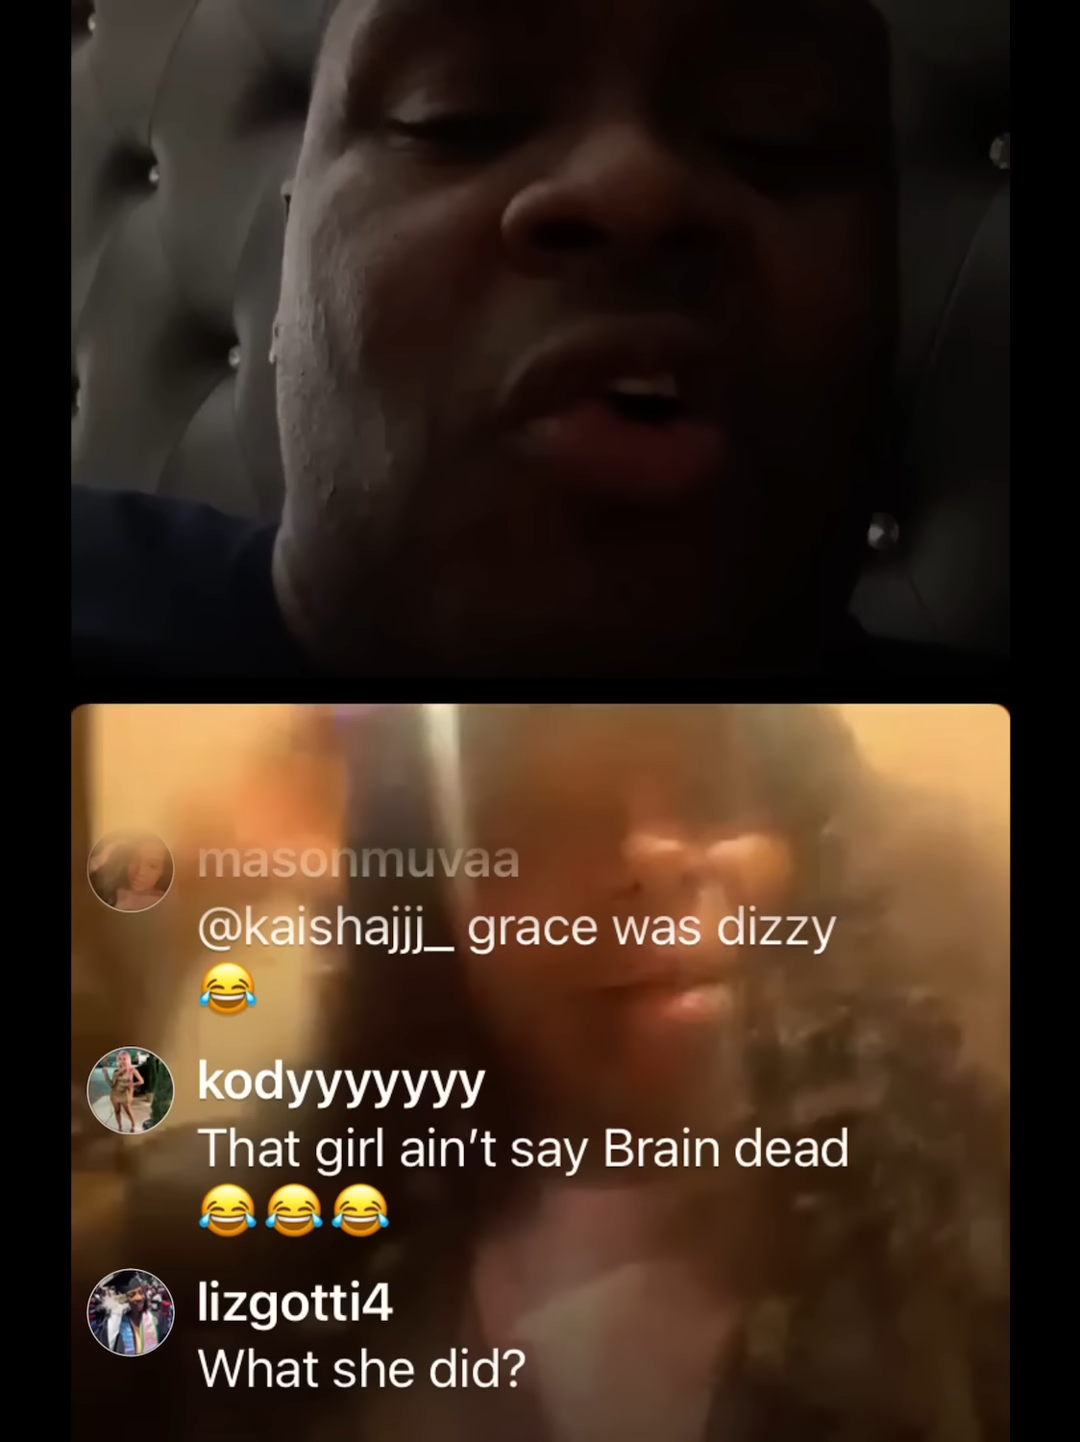 masonmuvaa
@kaishajjj_ grace was dizzy
😂
kodyyyyyyy
That girl ain’t say Brain dead
😂😂😂
lizgotti4
What she did?